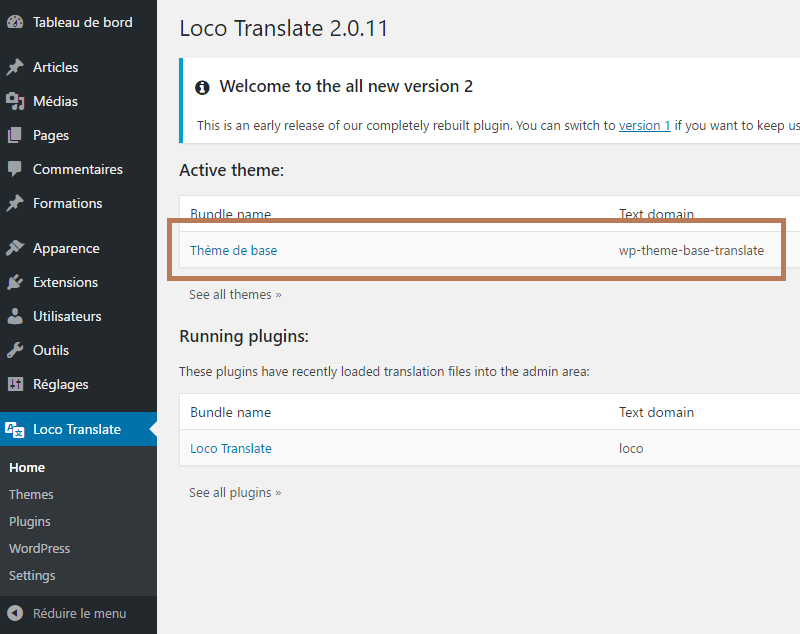 Tableau de bord
Articles
Médias
Pages
Commentaires
Formations
Apparence
Extensions
Utilisateurs
Outils
Réglages
Loco Translate
Home
Themes
Plugins
WordPress
Settings
Réduire le menu
Loco Translate 2.0.11
Welcome to the all new version 2
This is an early release of our completely rebuilt plugin. You can switch to version 1 if you want to keep us
Active theme:
Bundle name Text domain
Thème de base wp-theme-base-translate
See all themes »
Running plugins:
These plugins have recently loaded translation files into the admin area:
Bundle name Text domain
Loco Translate loco
See all plugins »